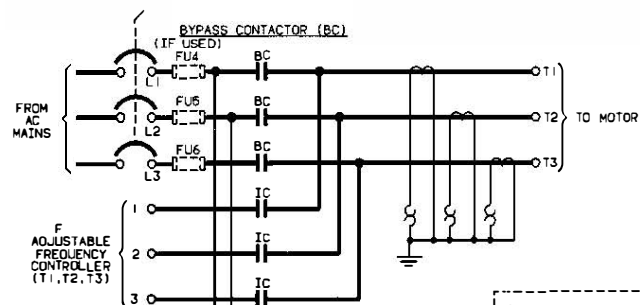 BYPASS CONTACTOR (BC)
(IF USED)
L1 FU4 BC T1
FROM
AC
MAINS
L2 FU5 BC T2
TO MOTOR
L3 FU6 BC T3
1 IC
F
ADJUSTABLE
FREQUENCY
CONTROLLER
(T1,T2,T3)
2 IC
3 IC